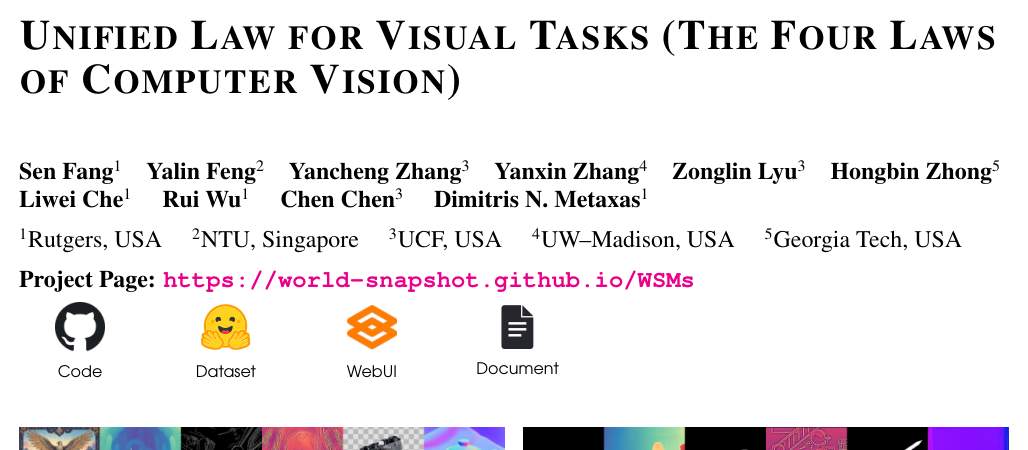 UNIFIED LAW FOR VISUAL TASKS (THE FOUR LAWS
OF COMPUTER VISION)
Sen Fang¹ Yalin Feng² Yancheng Zhang³ Yanxin Zhang⁴ Zonglin Lyu³ Hongbin Zhong⁵
Liwei Che¹ Rui Wu¹ Chen Chen³ Dimitris N. Metaxas¹
¹Rutgers, USA ²NTU, Singapore ³UCF, USA ⁴UW–Madison, USA ⁵Georgia Tech, USA
Project Page: https://world-snapshot.github.io/WSMs
Code Dataset WebUI Document